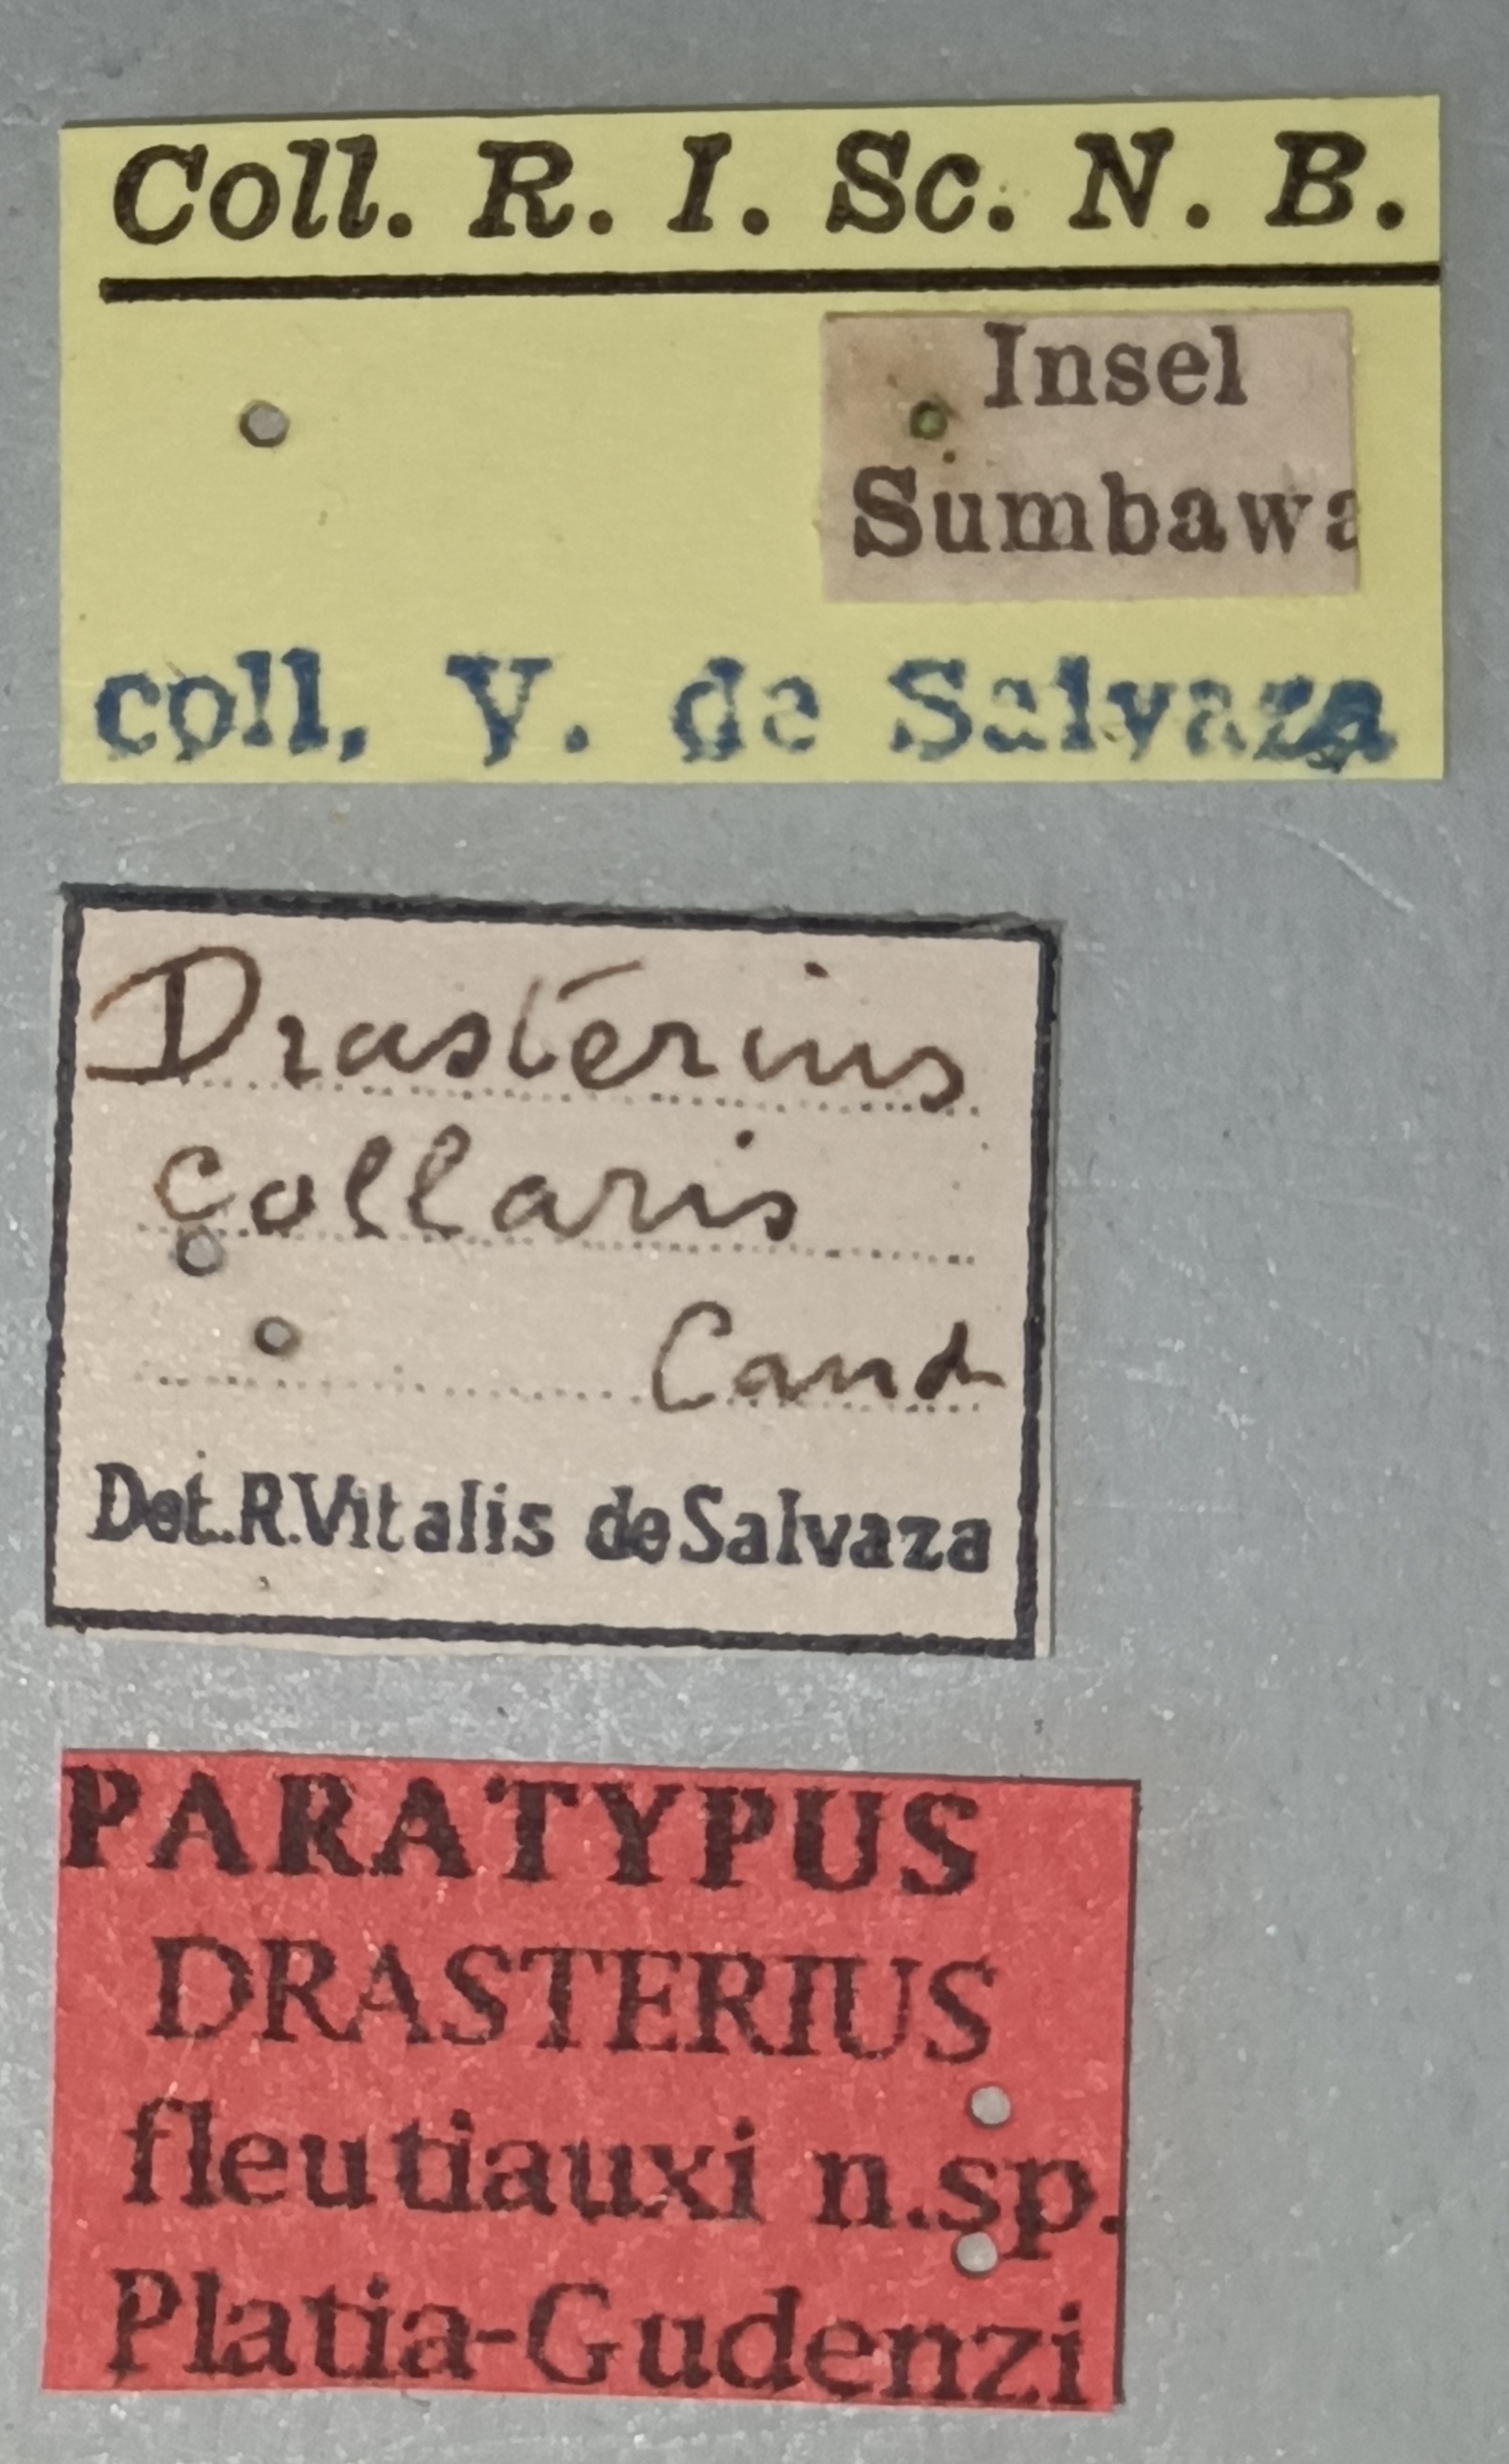 Coll. R. I. Sc. N. B.
Insel
Sumbawa
coll. V. de Salvaza
Drasterius
collaris
Cand
Det. R. Vitalis de Salvaza
PARATYPUS
DRASTERIUS
fleutiauxi n.sp.
Platia-Gudenzi